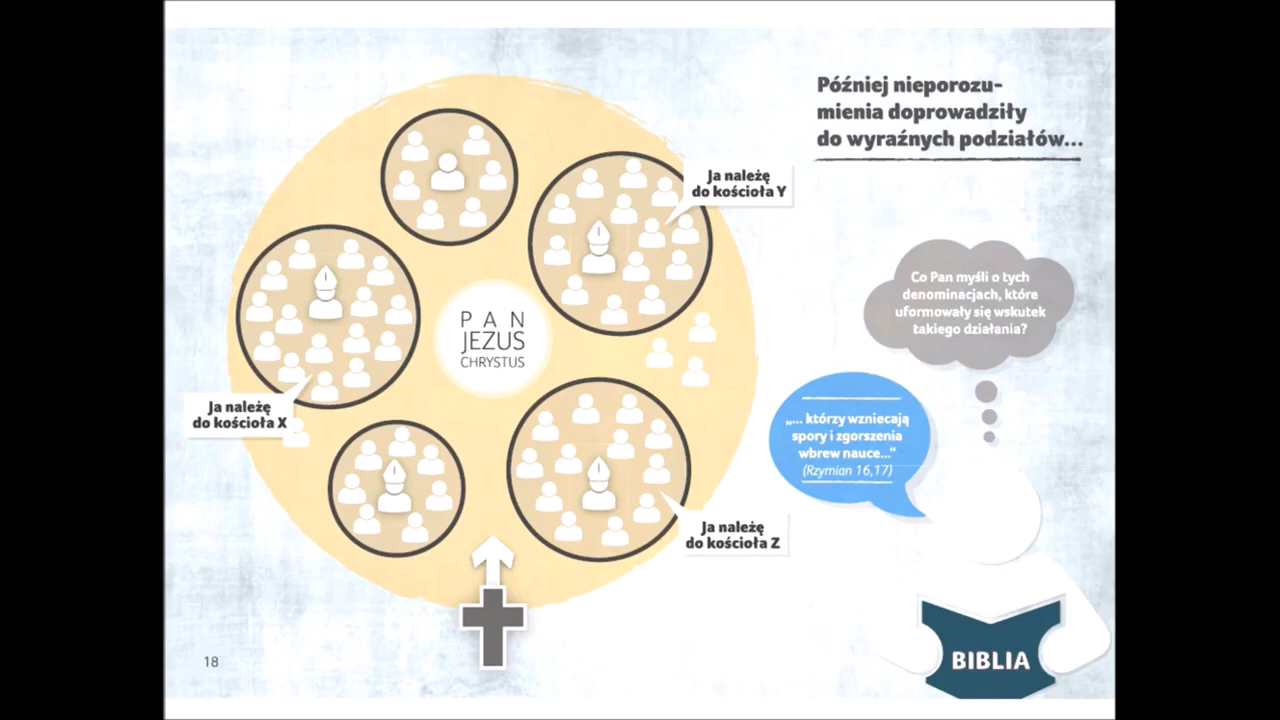 Później nieporozu-
mienia doprowadziły
do wyraźnych podziałów...
Ja należę
do kościoła Y
Co Pan myśli o tych
denominacjach, które
uformowały się wskutek
takiego działania?
PAN
JEZUS
CHRYSTUS
„... którzy wzniecają
spory i zgorszenia
wbrew nauce...“
(Rzymian 16,17)
Ja należę
do kościoła X
Ja należę
do kościoła Z
18
BIBLIA